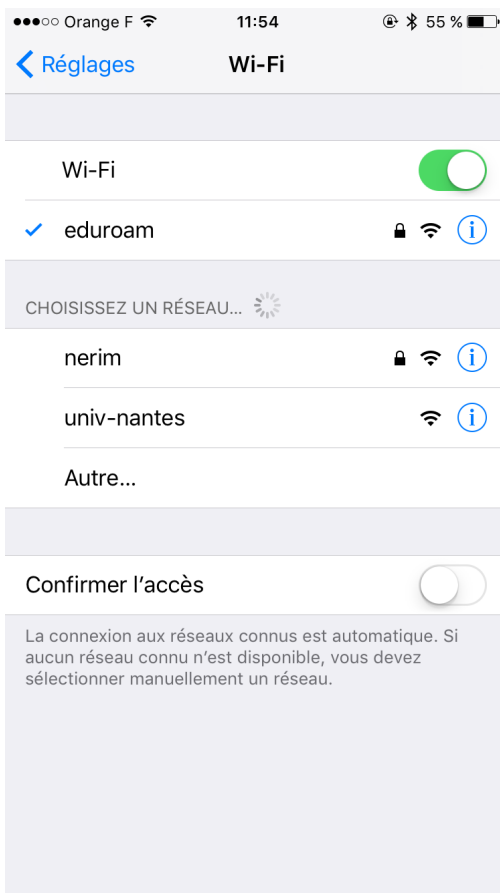 Orange F 11:54 55 %
Réglages Wi-Fi
Wi-Fi
eduroam
CHOISISSEZ UN RÉSEAU...
nerim
univ-nantes
Autre...
Confirmer l’accès
La connexion aux réseaux connus est automatique. Si
aucun réseau connu n’est disponible, vous devez
sélectionner manuellement un réseau.